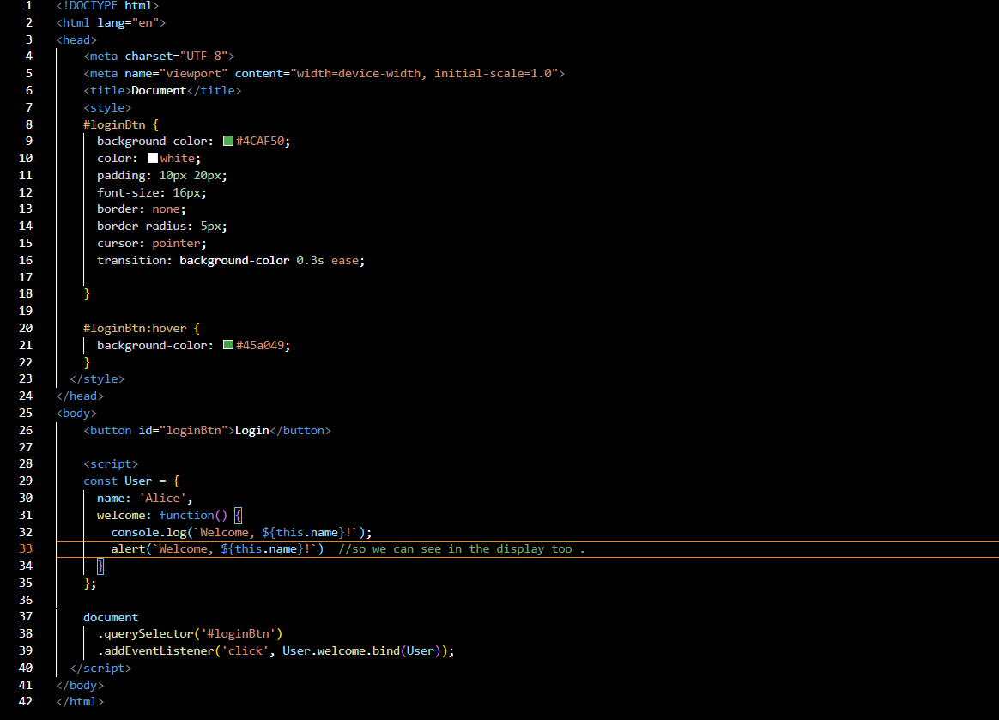 1 <!DOCTYPE html>
2 <html lang="en">
3 <head>
4     <meta charset="UTF-8">
5     <meta name="viewport" content="width=device-width, initial-scale=1.0">
6     <title>Document</title>
7     <style>
8     #loginBtn {
9       background-color: #4CAF50;
10       color: white;
11       padding: 10px 20px;
12       font-size: 16px;
13       border: none;
14       border-radius: 5px;
15       cursor: pointer;
16       transition: background-color 0.3s ease;
17
18     }
19
20     #loginBtn:hover {
21       background-color: #45a049;
22     }
23   </style>
24 </head>
25 <body>
26     <button id="loginBtn">Login</button>
27
28     <script>
29     const User = {
30       name: 'Alice',
31       welcome: function() {
32         console.log(`Welcome, ${this.name}!`);
33         alert(`Welcome, ${this.name}!`)  //so we can see in the display too .
34       }
35     };
36
37     document
38       .querySelector('#loginBtn')
39       .addEventListener('click', User.welcome.bind(User));
40   </script>
41 </body>
42 </html>